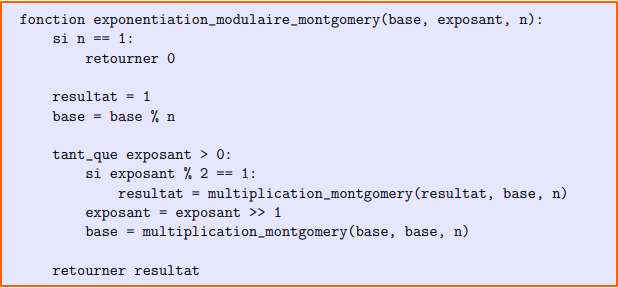 fonction exponentiation_modulaire_montgomery(base, exposant, n):
    si n == 1:
        retourner 0

    resultat = 1
    base = base % n

    tant_que exposant > 0:
        si exposant % 2 == 1:
            resultat = multiplication_montgomery(resultat, base, n)
        exposant = exposant >> 1
        base = multiplication_montgomery(base, base, n)

    retourner resultat